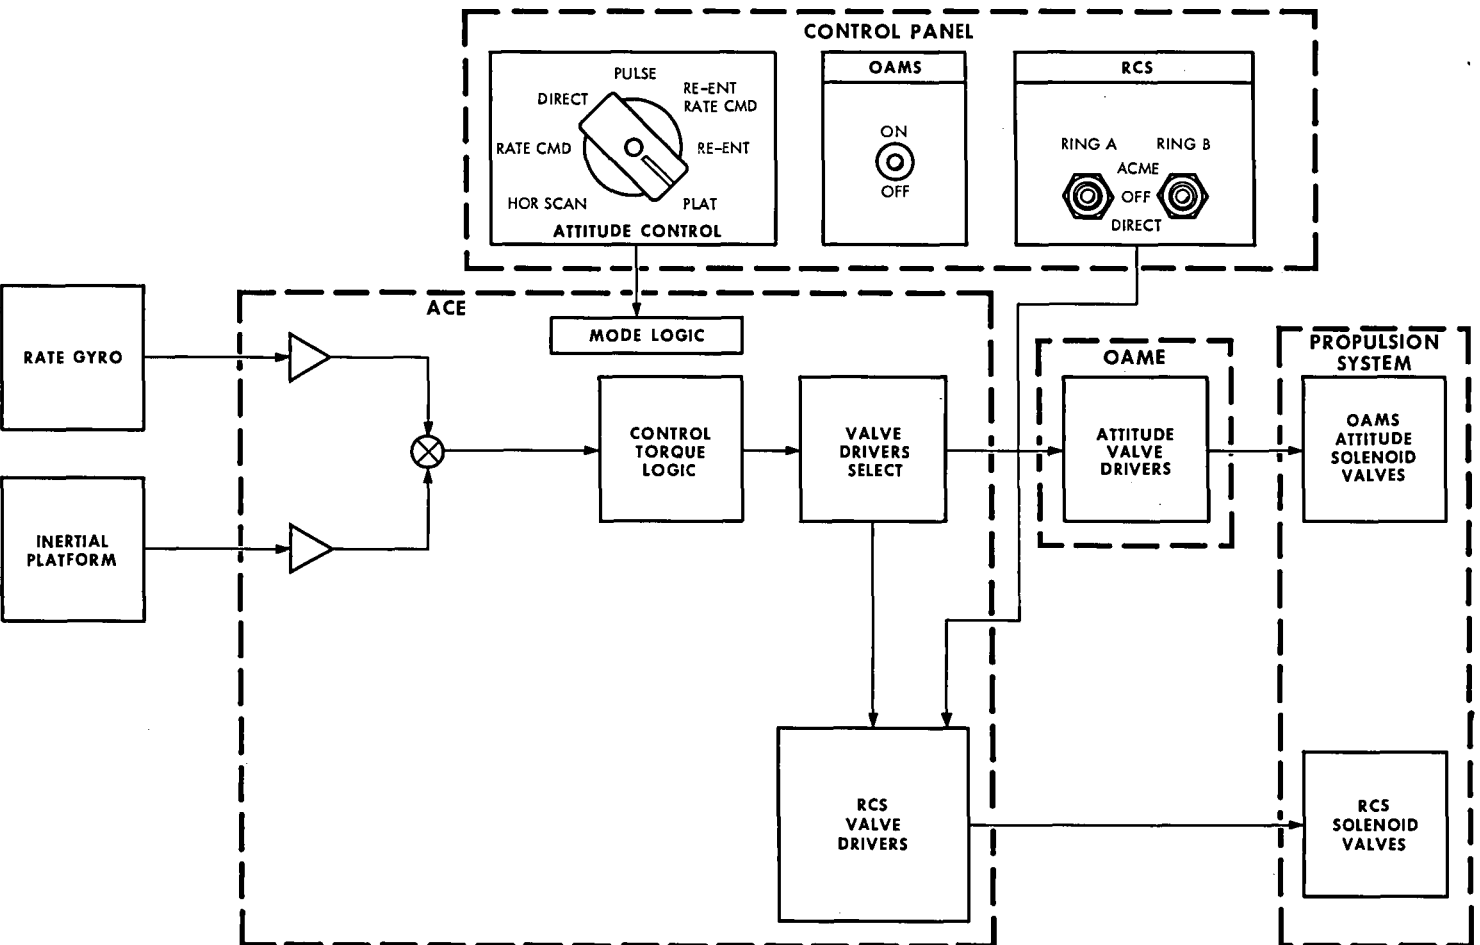 CONTROL PANEL
PULSE
DIRECT
RE-ENT
RATE CMD
RATE CMD
RE-ENT
HOR SCAN
PLAT
ATTITUDE CONTROL
OAMS
ON
OFF
RCS
RING A
RING B
ACME
OFF
DIRECT
ACE
MODE LOGIC
RATE GYRO
INERTIAL
PLATFORM
CONTROL
TORQUE
LOGIC
VALVE
DRIVERS
SELECT
OAME
ATTITUDE
VALVE
DRIVERS
PROPULSION
SYSTEM
OAMS
ATTITUDE
SOLENOID
VALVES
RCS
VALVE
DRIVERS
RCS
SOLENOID
VALVES